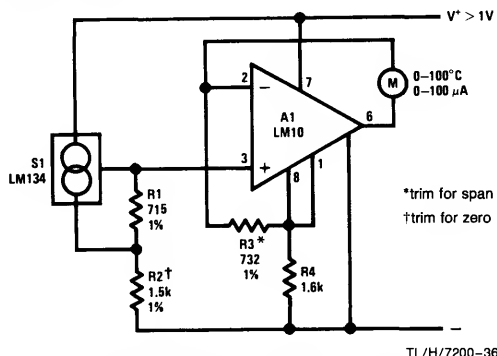 V+ > 1V
2
7
M
0–100°C
0–100 μA
A1
LM10
6
S1
LM134
3
8
1
R1
715
1%
R3*
732
1%
R2†
1.5k
1%
R4
1.6k
*trim for span
†trim for zero
TL/H/7200–36